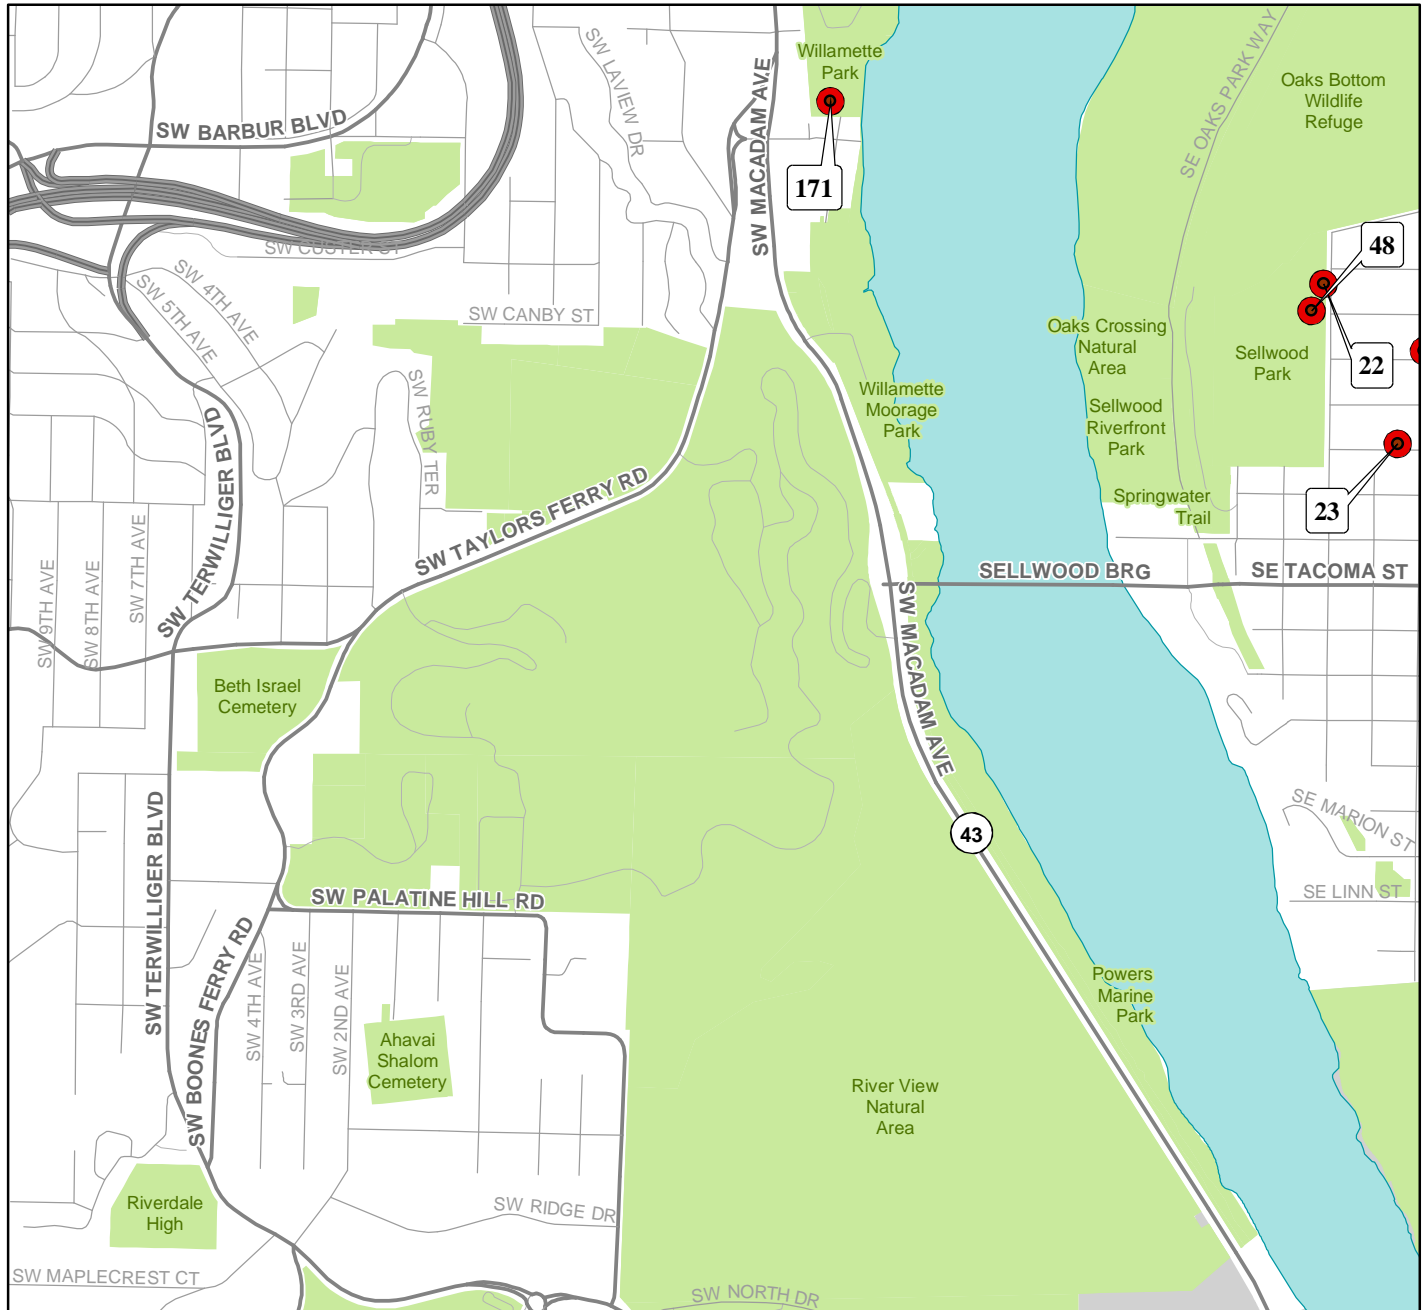 Willamette
Park
SW LAVIEW DR
SW MACADAM AVE
SE OAKS PARK WAY
Oaks Bottom
Wildlife
Refuge
SW BARBUR BLVD
171
48
SW CUSTER CT
SW 4TH AVE
SW 5TH AVE
SW CANBY ST
Oaks Crossing
Natural
Area
Sellwood
Park
22
SW RUBY TER
Willamette
Moorage
Park
Sellwood
Riverfront
Park
SW TERWILLIGER BLVD
SW TAYLORS FERRY RD
Springwater
Trail
23
SW 9TH AVE
SW 8TH AVE
SW 7TH AVE
SELLWOOD BRG
SE TACOMA ST
SW MACADAM AVE
Beth Israel
Cemetery
SW TERWILLIGER BLVD
43
SE MARION ST
SW PALATINE HILL RD
SE LINN ST
SW BOONES FERRY RD
SW 4TH AVE
SW 3RD AVE
SW 2ND AVE
Powers
Marine
Park
Ahavai
Shalom
Cemetery
River View
Natural
Area
Riverdale
High
SW RIDGE DR
SW MAPLECREST CT
SW NORTH DR